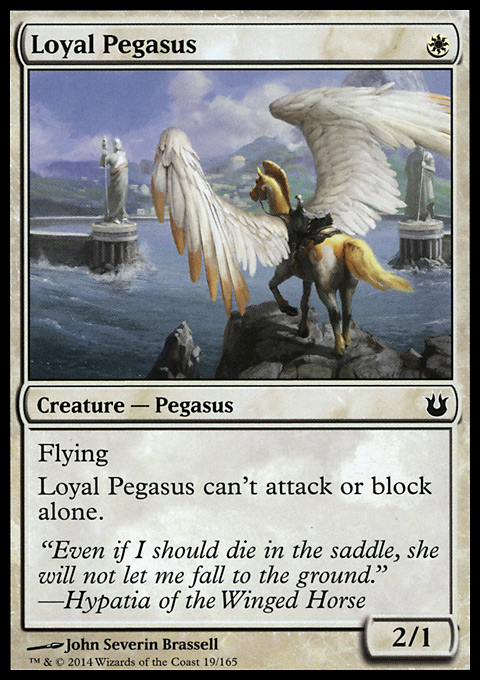 Loyal Pegasus
Creature — Pegasus
Flying
Loyal Pegasus can't attack or block
alone.
"Even if I should die in the saddle, she
will not let me fall to the ground."
—Hypatia of the Winged Horse
John Severin Brassell
2/1
™ & © 2014 Wizards of the Coast 19/165